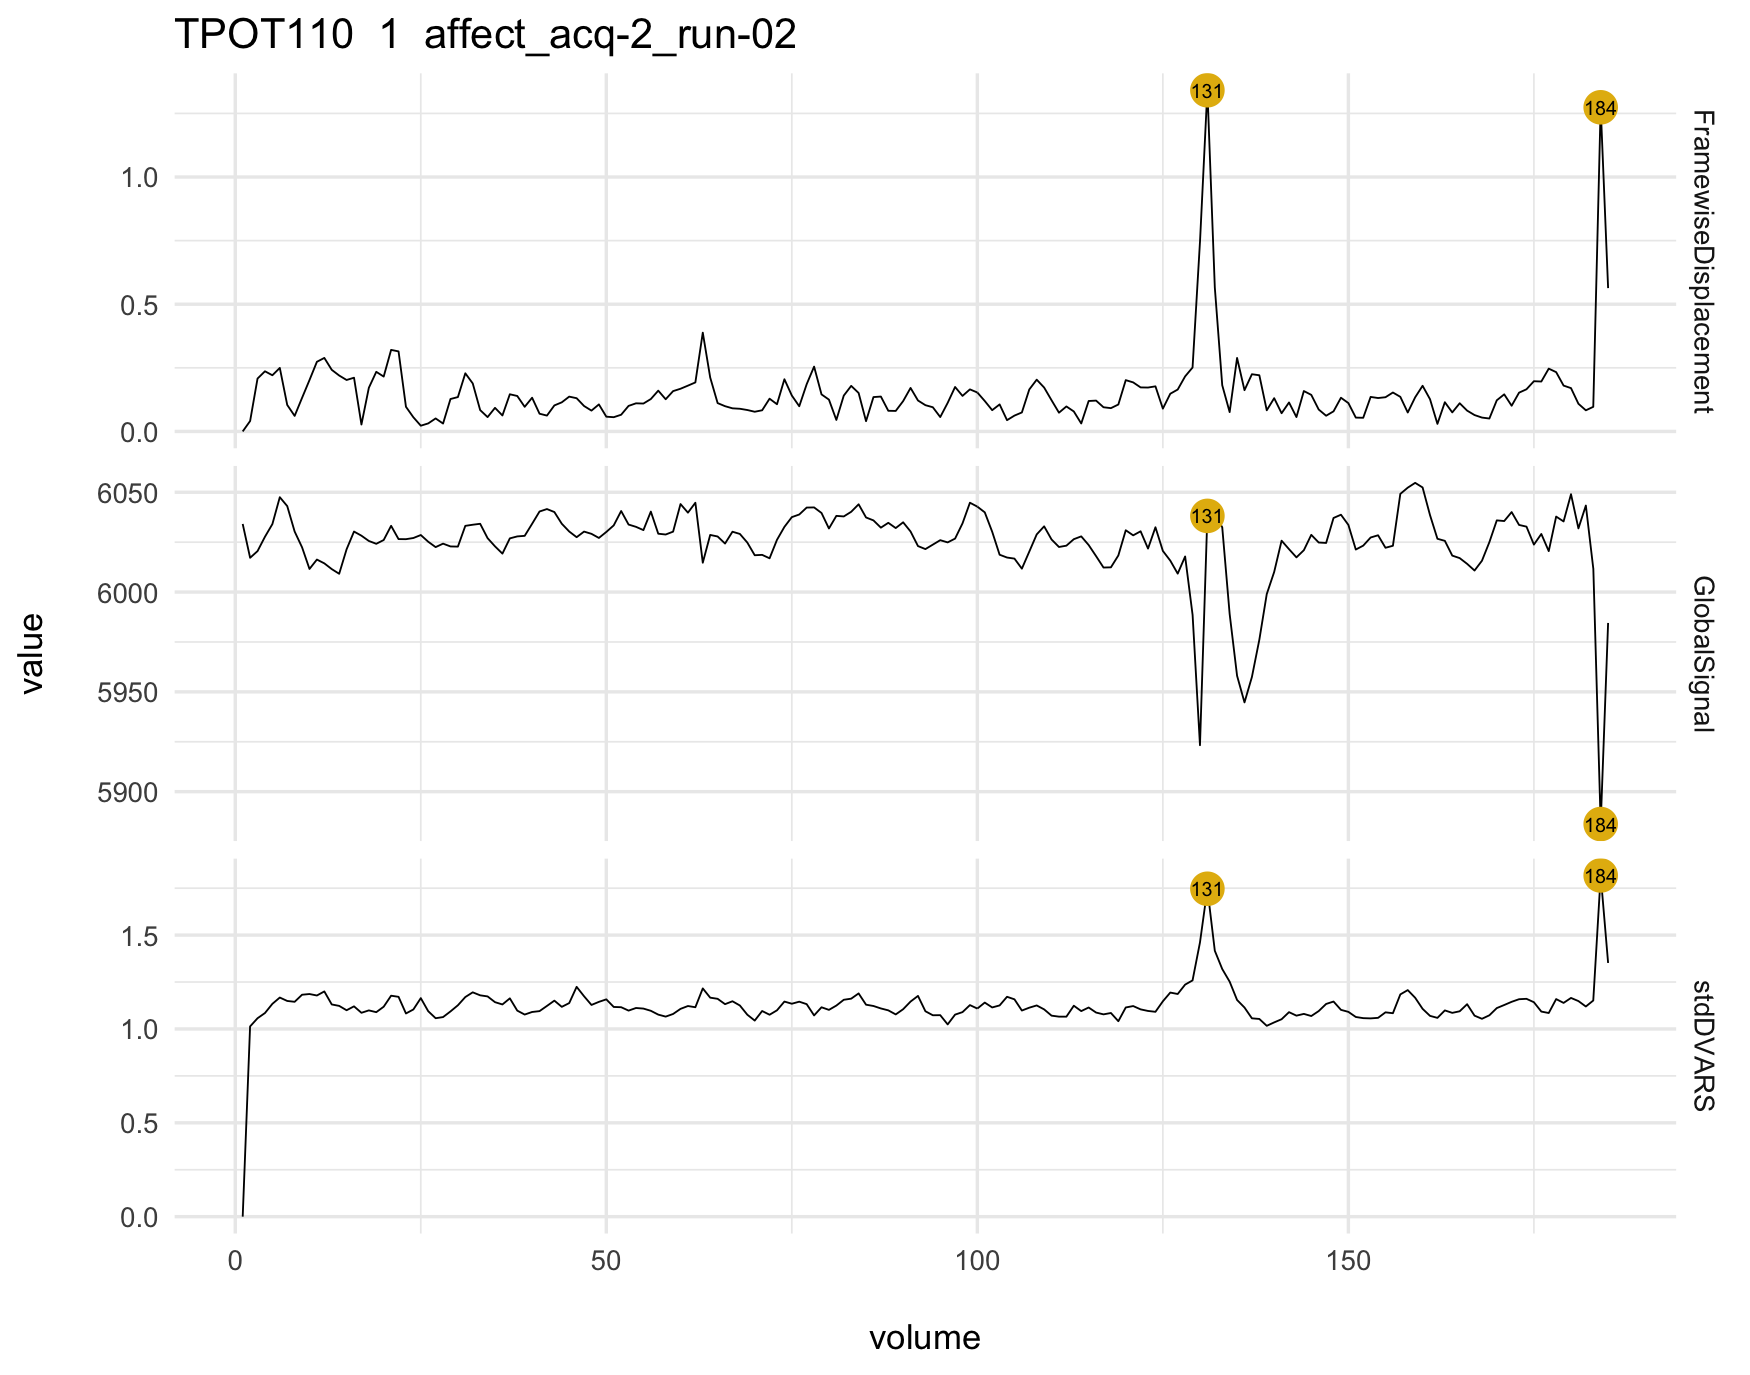 TPOT110  1  affect_acq-2_run-02
131
184
1.0
0.5
0.0
FramewiseDisplacement
6050
6000
5950
5900
131
184
GlobalSignal
value
131
184
1.5
1.0
0.5
0.0
stdDVARS
0 50 100 150
volume